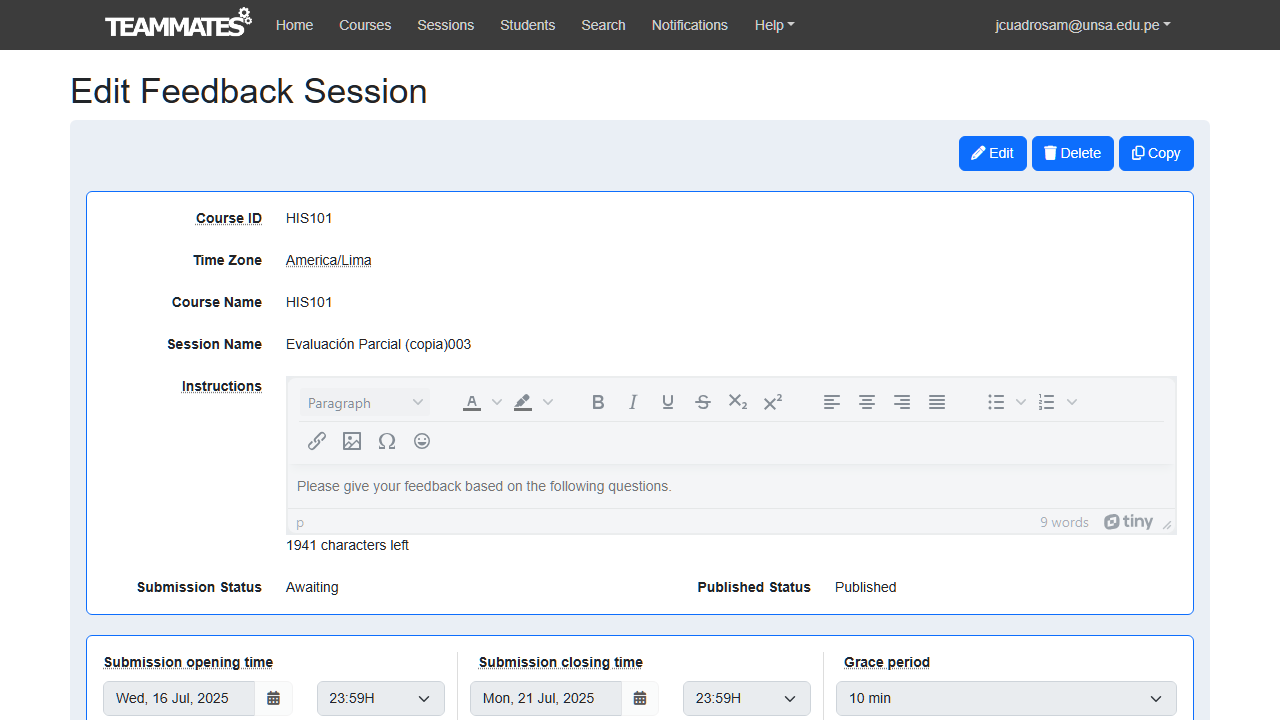 TEAMMATES Home Courses Sessions Students Search Notifications Help jcuadrosam@unsa.edu.pe
Edit Feedback Session
Edit Delete Copy
Course ID HIS101
Time Zone America/Lima
Course Name HIS101
Session Name Evaluación Parcial (copia)003
Instructions
Paragraph A B I U S X₂ X²
Ω
Please give your feedback based on the following questions.
p 9 words tiny
1941 characters left
Submission Status Awaiting Published Status Published
Submission opening time Submission closing time Grace period
Wed, 16 Jul, 2025 23:59H Mon, 21 Jul, 2025 23:59H 10 min